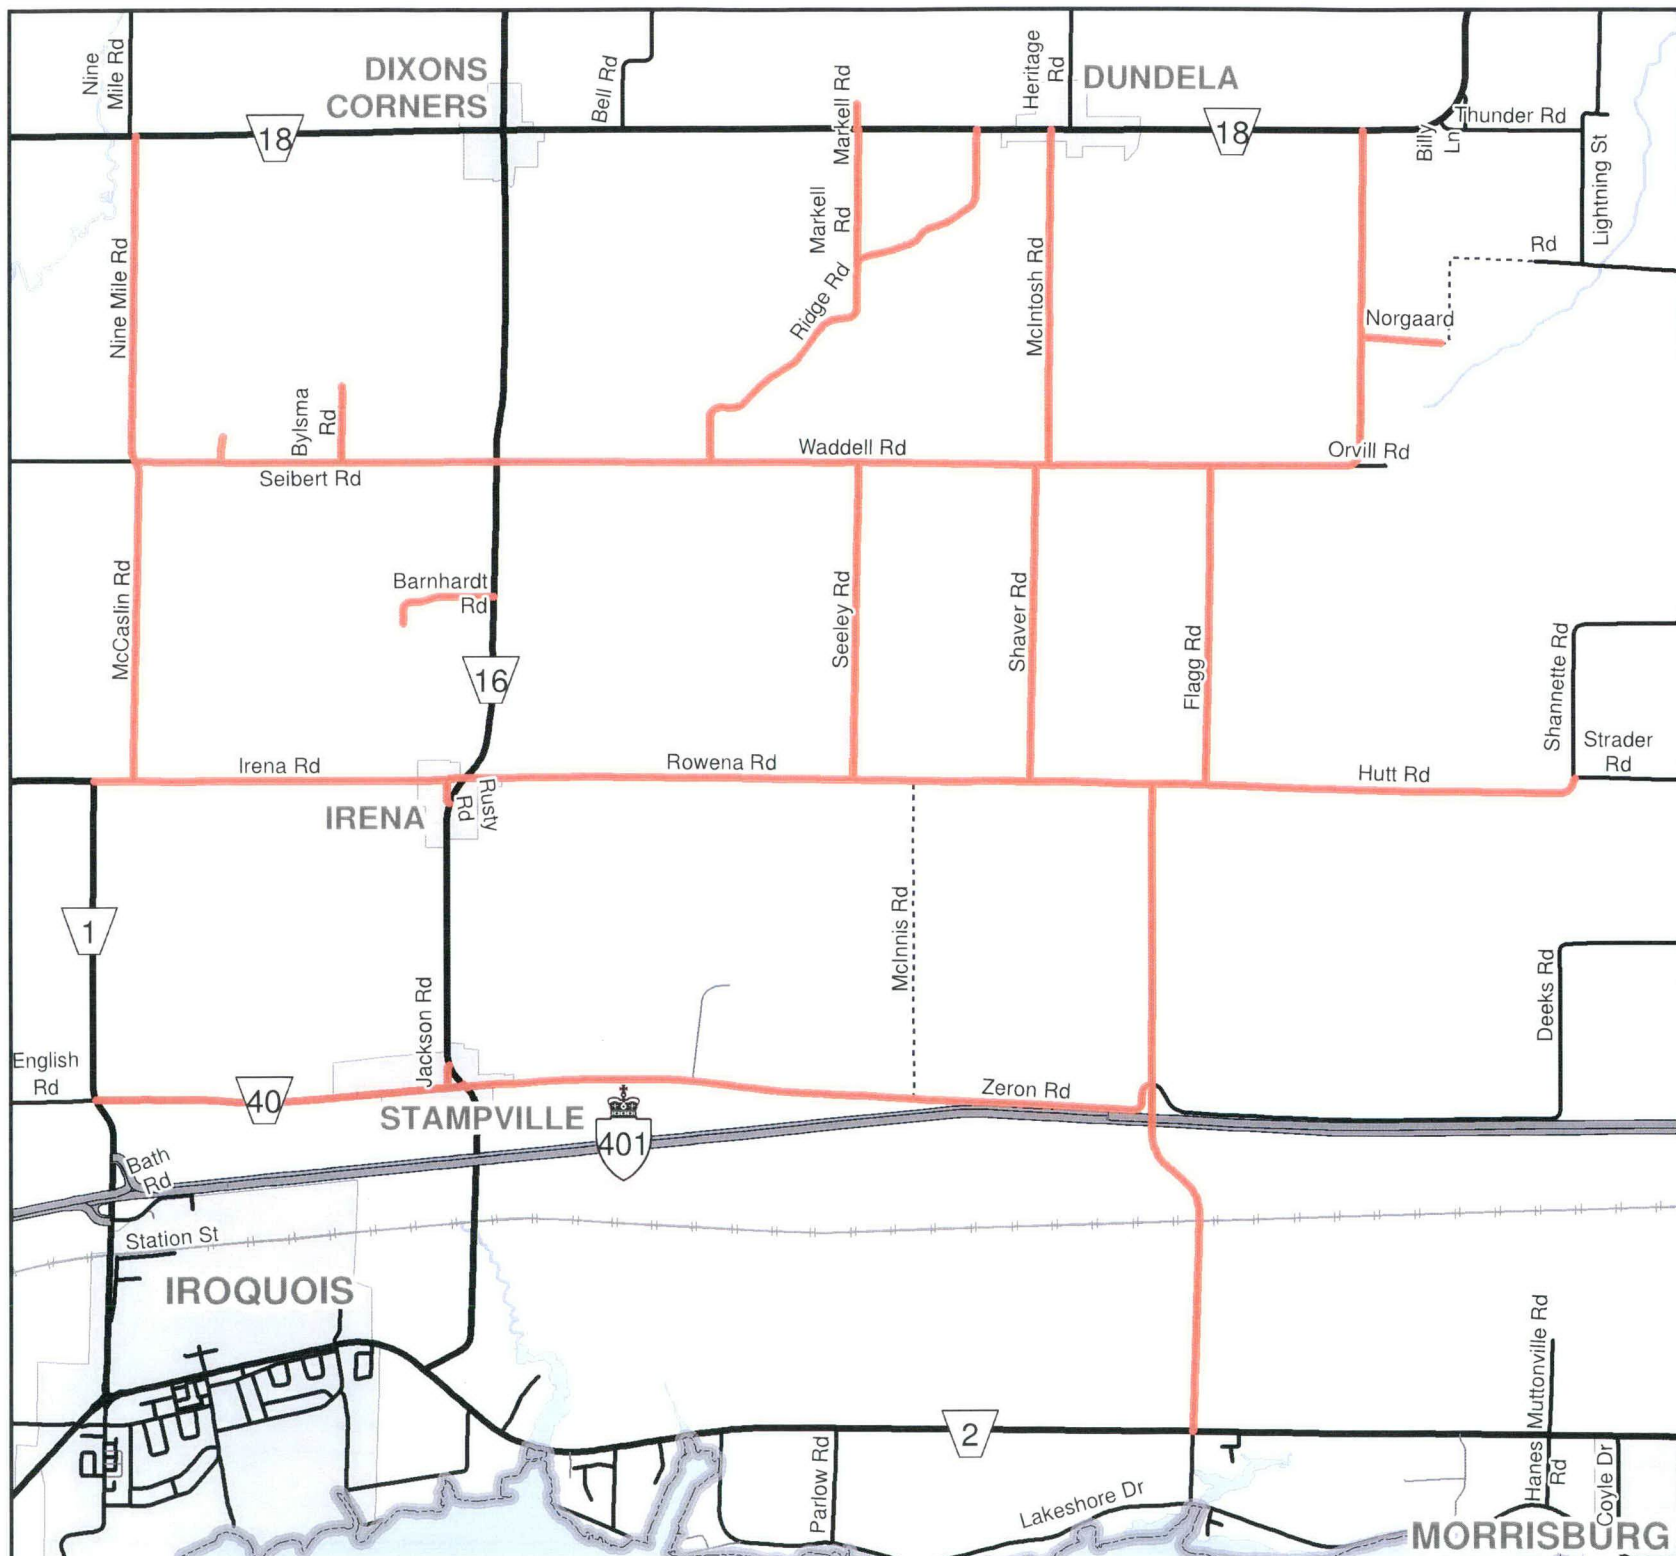 Nine
Mile Rd
DIXONS
CORNERS
Bell Rd
Markell Rd
Heritage
Rd
DUNDELA
18
18
Billy
Ln
Thunder Rd
Lightning St
Markell
Rd
Rd
Nine Mile Rd
Ridge Rd
McIntosh Rd
Norgaard
Bylsma
Rd
Waddell Rd
Orvill Rd
Seibert Rd
McCaslin Rd
Barnhardt
Rd
16
Seeley Rd
Shaver Rd
Flagg Rd
Shannette Rd
Strader
Rd
Irena Rd
Rowena Rd
Hutt Rd
Rusty
Rd
IRENA
1
McInnis Rd
Jackson Rd
Deeks Rd
English
Rd
40
Zeron Rd
STAMPVILLE
401
Bath
Rd
Station St
IROQUOIS
Hanes Muttonville Rd
Rd
2
Parlow Rd
Lakeshore Dr
Coyle Dr
MORRISBURG